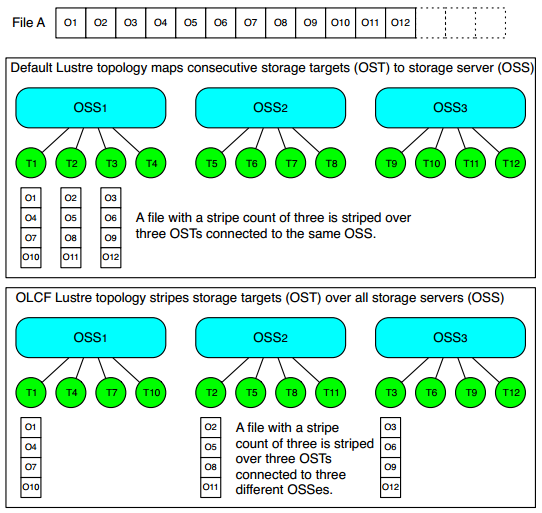 File A O1 O2 O3 O4 O5 O6 O7 O8 O9 O10 O11 O12
Default Lustre topology maps consecutive storage targets (OST) to storage server (OSS)
OSS1 OSS2 OSS3
T1 T2 T3 T4 T5 T6 T7 T8 T9 T10 T11 T12
O1 O2 O3
O4 O5 O6
O7 O8 O9
O10 O11 O12
A file with a stripe count of three is striped over
three OSTs connected to the same OSS.
OLCF Lustre topology stripes storage targets (OST) over all storage servers (OSS)
OSS1 OSS2 OSS3
T1 T4 T7 T10 T2 T5 T8 T11 T3 T6 T9 T12
O1
O4
O7
O10
O2
O5
O8
O11
A file with a stripe
count of three is striped
over three OSTs
connected to three
different OSSes.
O3
O6
O9
O12